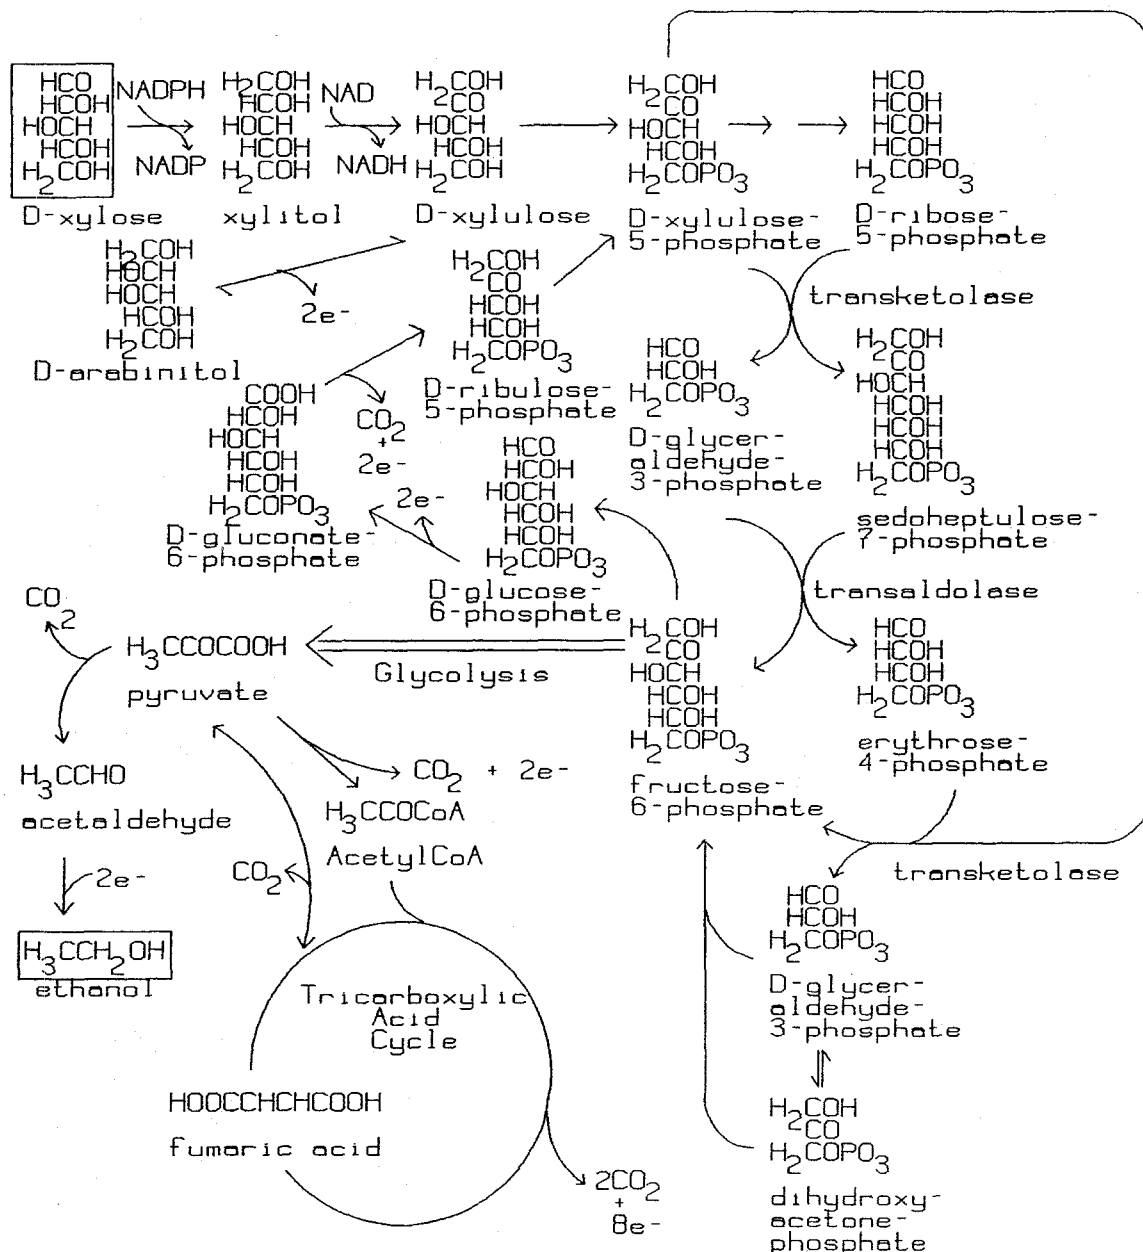 HCO
HCOH
HOCH
HCOH
H2COH
D-xylose
NADPH
NADP
H2COH
HCOH
HOCH
HCOH
H2COH
xylitol
NAD
NADH
H2COH
CO
HOCH
HCOH
H2COH
D-xylulose
H2COH
CO
HOCH
HCOH
H2COPO3
D-xylulose-
5-phosphate
HCO
HCOH
HCOH
HCOH
H2COPO3
D-ribose-
5-phosphate
H2COH
HOCH
HOCH
HCOH
H2COH
D-arabinitol
2e-
H2COH
CO
HCOH
HCOH
H2COPO3
D-ribulose-
5-phosphate
transketolase
HCO
HCOH
H2COPO3
D-glycer-
aldehyde-
3-phosphate
H2COH
CO
HOCH
HCOH
HCOH
HCOH
H2COPO3
sedoheptulose-
7-phosphate
COOH
HCOH
HOCH
HCOH
HCOH
H2COPO3
D-gluconate-
6-phosphate
CO2
+
2e-
2e-
HCO
HCOH
HOCH
HCOH
HCOH
H2COPO3
D-glucose-
6-phosphate
transaldolase
CO2
H3CCOCOOH
pyruvate
Glycolysis
H2COH
CO
HOCH
HCOH
HCOH
H2COPO3
fructose-
6-phosphate
HCO
HCOH
HCOH
H2COPO3
erythrose-
4-phosphate
H3CCHO
acetaldehyde
CO2 + 2e-
H3CCOCoA
AcetylCoA
2e-
CO2
transketolase
H3CCH2OH
ethanol
HCO
HCOH
H2COPO3
D-glycer-
aldehyde-
3-phosphate
Tricarboxylic
Acid
Cycle
HOOCCHCHCOOH
fumaric acid
2CO2
+
8e-
H2COH
CO
H2COPO3
dihydroxy-
acetone-
phosphate